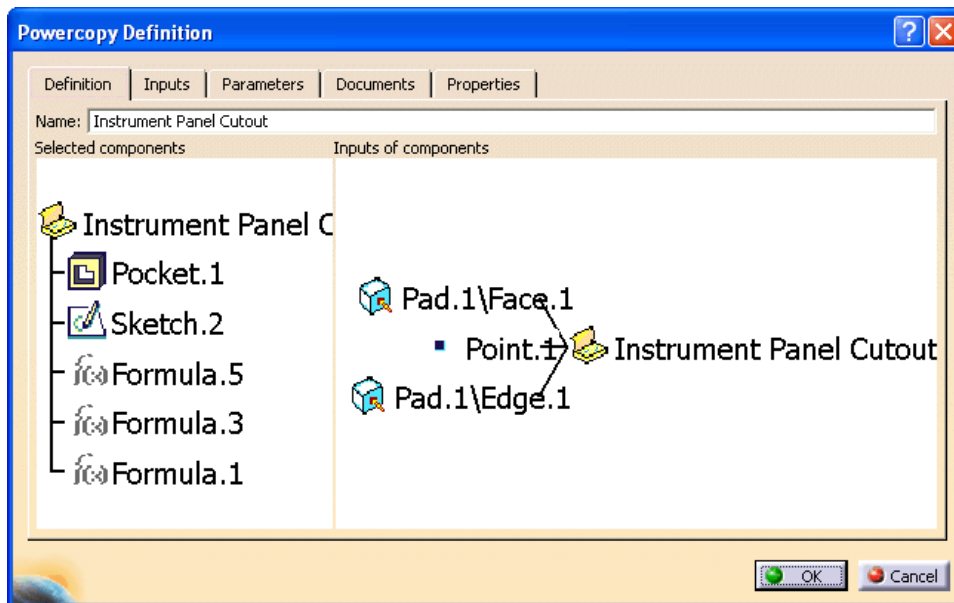 Powercopy Definition
Definition Inputs Parameters Documents Properties
Name: Instrument Panel Cutout
Selected components Inputs of components
Instrument Panel C
Pocket.1
Sketch.2
f(x) Formula.5
f(x) Formula.3
f(x) Formula.1
Pad.1\Face.1
Point.1
Instrument Panel Cutout
Pad.1\Edge.1
OK Cancel